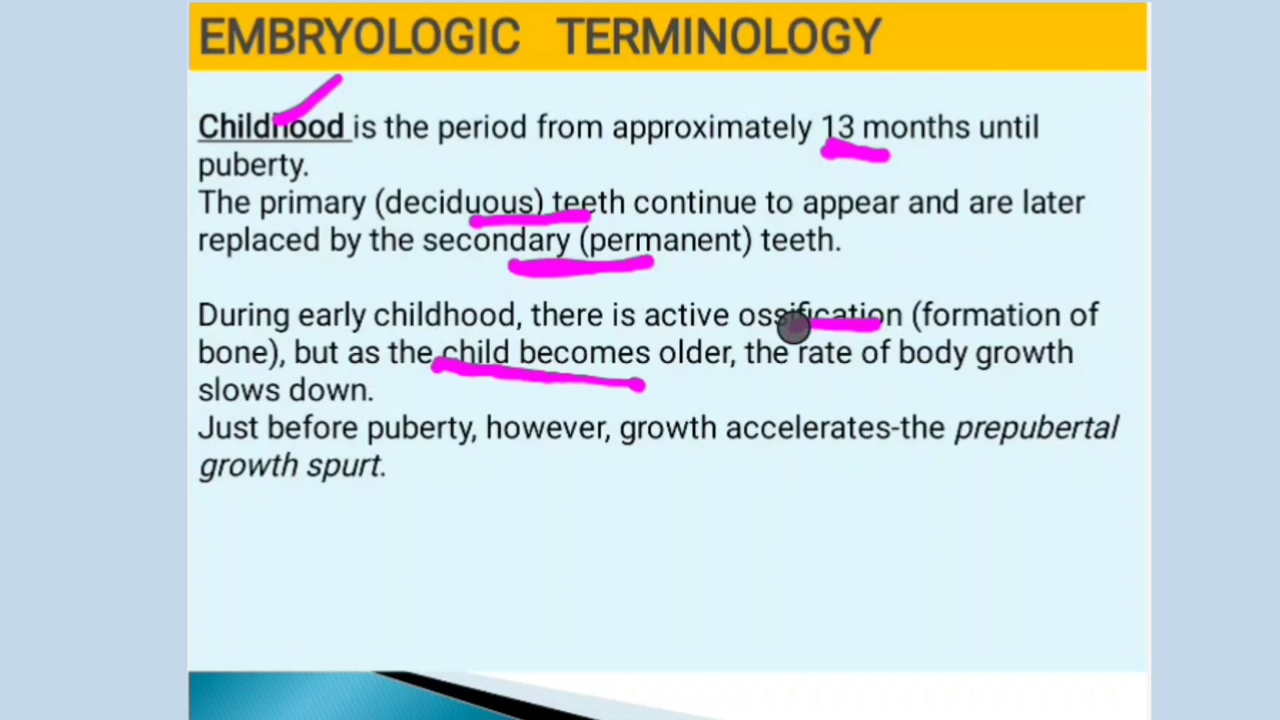 EMBRYOLOGIC TERMINOLOGY
Childhood is the period from approximately 13 months until
puberty.
The primary (deciduous) teeth continue to appear and are later
replaced by the secondary (permanent) teeth.
During early childhood, there is active ossification (formation of
bone), but as the child becomes older, the rate of body growth
slows down.
Just before puberty, however, growth accelerates-the prepubertal
growth spurt.